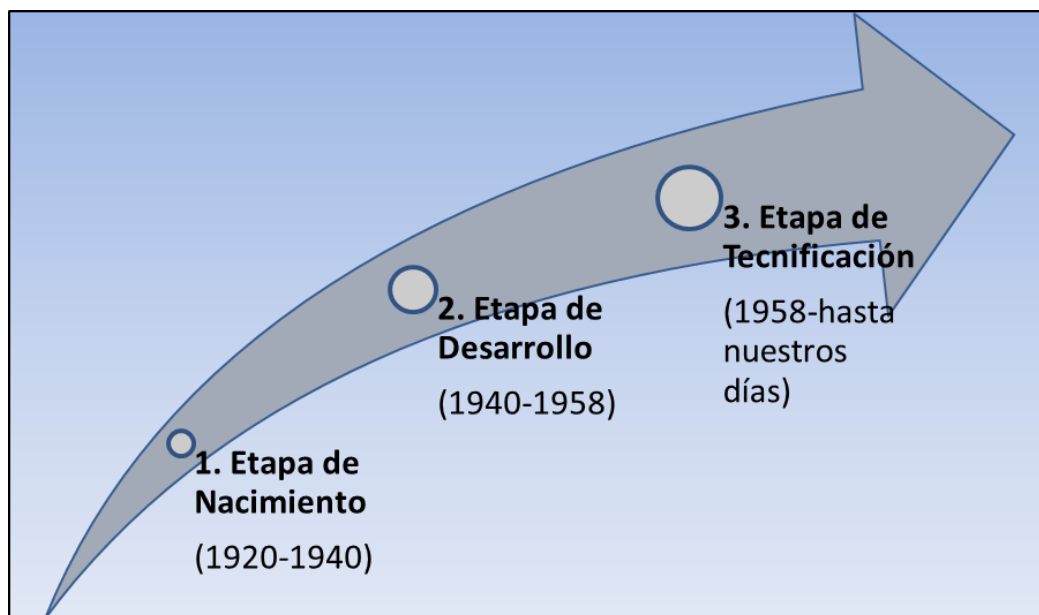 1. Etapa de
Nacimiento
(1920-1940)
2. Etapa de
Desarrollo
(1940-1958)
3. Etapa de
Tecnificación
(1958-hasta
nuestros
días)